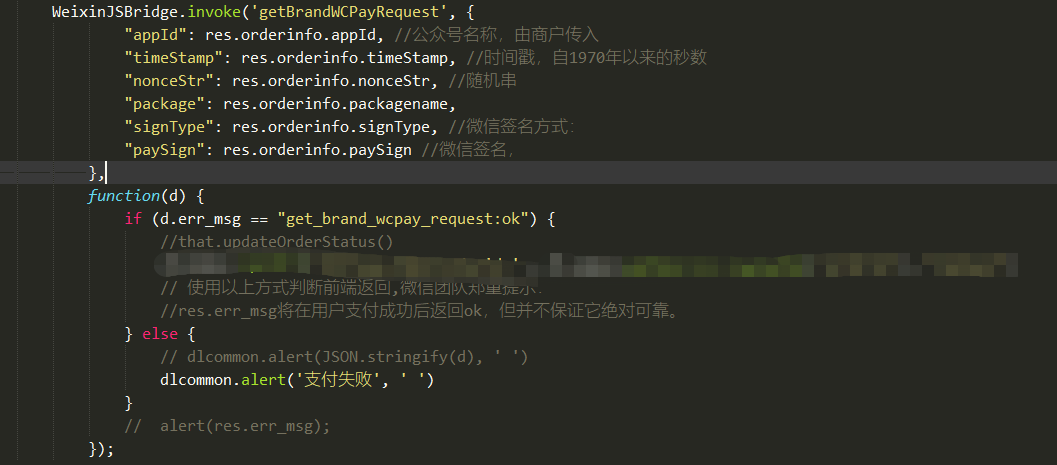 WeixinJSBridge.invoke('getBrandWCPayRequest', {
"appId": res.orderinfo.appId, //公众号名称，由商户传入
"timeStamp": res.orderinfo.timeStamp, //时间戳，自1970年以来的秒数
"nonceStr": res.orderinfo.nonceStr, //随机串
"package": res.orderinfo.packagename,
"signType": res.orderinfo.signType, //微信签名方式：
"paySign": res.orderinfo.paySign //微信签名，
},
function(d) {
if (d.err_msg == "get_brand_wcpay_request:ok") {
//that.updateOrderStatus()
// 使用以上方式判断前端返回,微信团队郑重提示：
//res.err_msg将在用户支付成功后返回ok，但并不保证它绝对可靠。
} else {
// dlcommon.alert(JSON.stringify(d), ' ')
dlcommon.alert('支付失败', ' ')
}
// alert(res.err_msg);
});